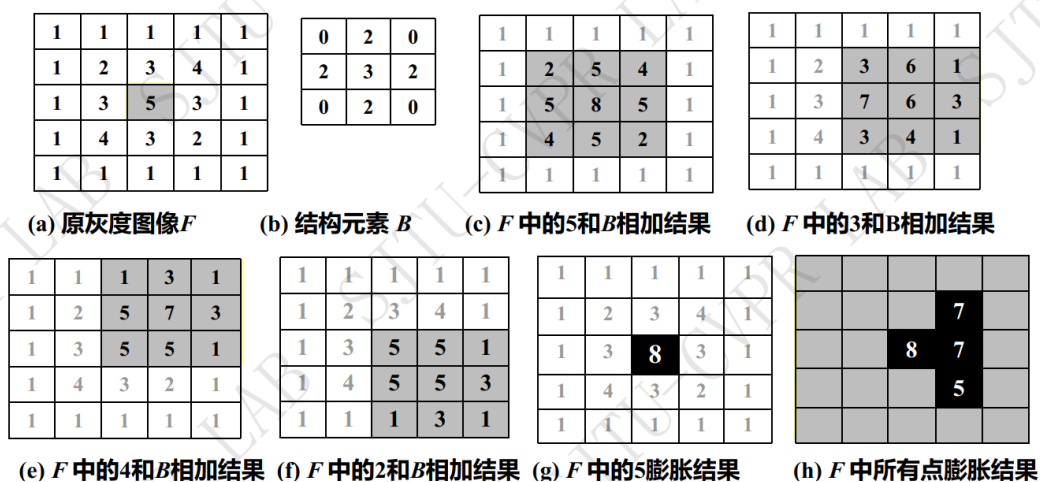 1 1 1 1 1
1 2 3 4 1
1 3 5 3 1
1 4 3 2 1
1 1 1 1 1
(a) 原灰度图像F
0 2 0
2 3 2
0 2 0
(b) 结构元素 B
1 1 1 1 1
1 2 5 4 1
1 5 8 5 1
1 4 5 2 1
1 1 1 1 1
(c) F 中的5和B相加结果
1 1 1 1 1
1 2 3 6 1
1 3 7 6 3
1 4 3 4 1
1 1 1 1 1
(d) F 中的3和B相加结果
1 1 1 3 1
1 2 5 7 3
1 3 5 5 1
1 4 3 2 1
1 1 1 1 1
(e) F 中的4和B相加结果
1 1 1 1 1
1 2 3 4 1
1 3 5 5 1
1 4 5 5 3
1 1 1 3 1
(f) F 中的2和B相加结果
1 1 1 1 1
1 2 3 4 1
1 3 8 3 1
1 4 3 2 1
1 1 1 1 1
(g) F 中的5膨胀结果
7
8 7
5
(h) F 中所有点膨胀结果
SJTU-CVPR LAB